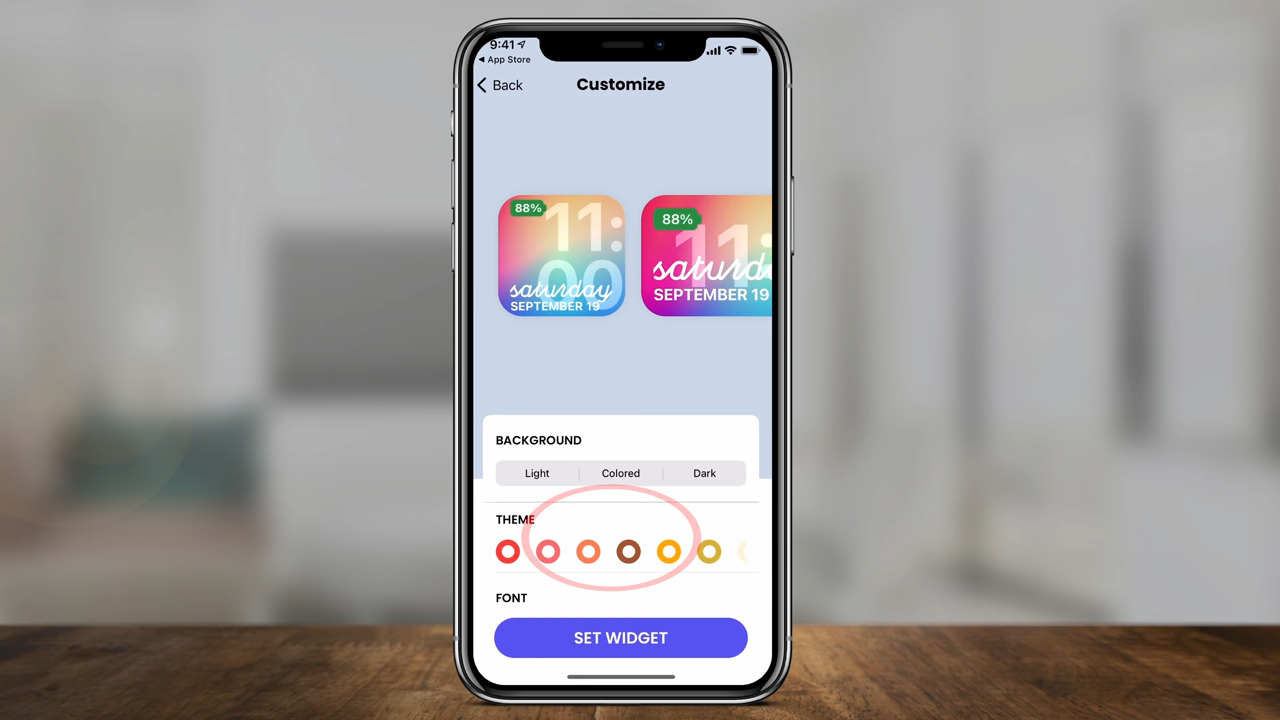 9:41
App Store
Back
Customize
88%
11:
00
saturday
SEPTEMBER 19
88%
11:
saturd
SEPTEMBER 19
BACKGROUND
Light Colored Dark
THEME
FONT
SET WIDGET